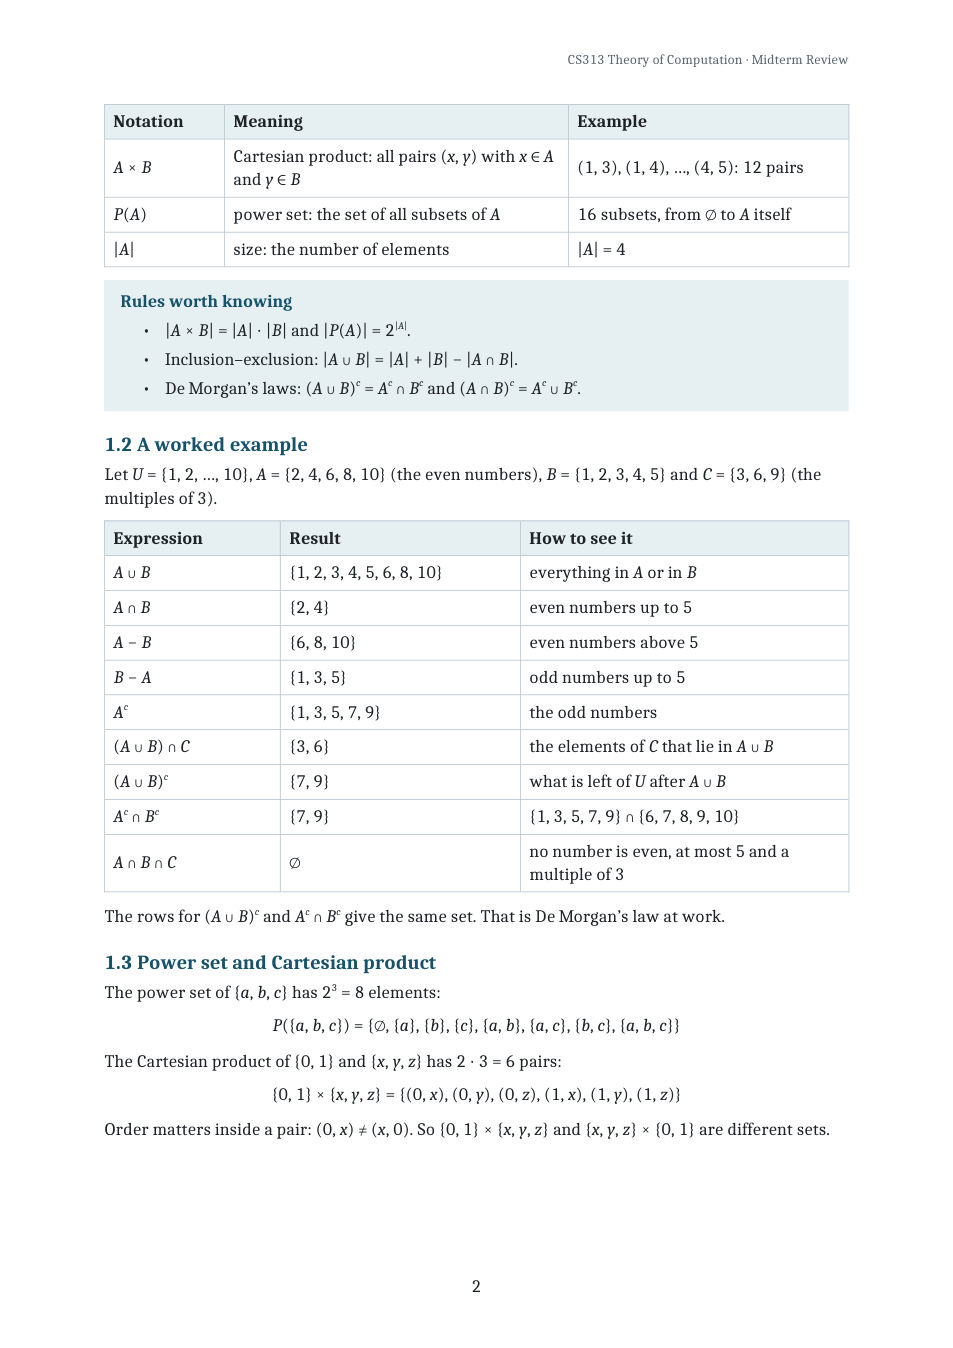 CS313 Theory of Computation · Midterm Review
Notation Meaning Example
A × B Cartesian product: all pairs (x, y) with x ∈ A and y ∈ B (1, 3), (1, 4), …, (4, 5): 12 pairs
P(A) power set: the set of all subsets of A 16 subsets, from ∅ to A itself
|A| size: the number of elements |A| = 4
Rules worth knowing
• |A × B| = |A| · |B| and |P(A)| = 2^|A|.
• Inclusion–exclusion: |A ∪ B| = |A| + |B| − |A ∩ B|.
• De Morgan’s laws: (A ∪ B)ᶜ = Aᶜ ∩ Bᶜ and (A ∩ B)ᶜ = Aᶜ ∪ Bᶜ.
1.2 A worked example
Let U = {1, 2, …, 10}, A = {2, 4, 6, 8, 10} (the even numbers), B = {1, 2, 3, 4, 5} and C = {3, 6, 9} (the
multiples of 3).
Expression Result How to see it
A ∪ B {1, 2, 3, 4, 5, 6, 8, 10} everything in A or in B
A ∩ B {2, 4} even numbers up to 5
A − B {6, 8, 10} even numbers above 5
B − A {1, 3, 5} odd numbers up to 5
Aᶜ {1, 3, 5, 7, 9} the odd numbers
(A ∪ B) ∩ C {3, 6} the elements of C that lie in A ∪ B
(A ∪ B)ᶜ {7, 9} what is left of U after A ∪ B
Aᶜ ∩ Bᶜ {7, 9} {1, 3, 5, 7, 9} ∩ {6, 7, 8, 9, 10}
A ∩ B ∩ C ∅ no number is even, at most 5 and a multiple of 3
The rows for (A ∪ B)ᶜ and Aᶜ ∩ Bᶜ give the same set. That is De Morgan’s law at work.
1.3 Power set and Cartesian product
The power set of {a, b, c} has 2³ = 8 elements:
P({a, b, c}) = {∅, {a}, {b}, {c}, {a, b}, {a, c}, {b, c}, {a, b, c}}
The Cartesian product of {0, 1} and {x, y, z} has 2 · 3 = 6 pairs:
{0, 1} × {x, y, z} = {(0, x), (0, y), (0, z), (1, x), (1, y), (1, z)}
Order matters inside a pair: (0, x) ≠ (x, 0). So {0, 1} × {x, y, z} and {x, y, z} × {0, 1} are different sets.
2